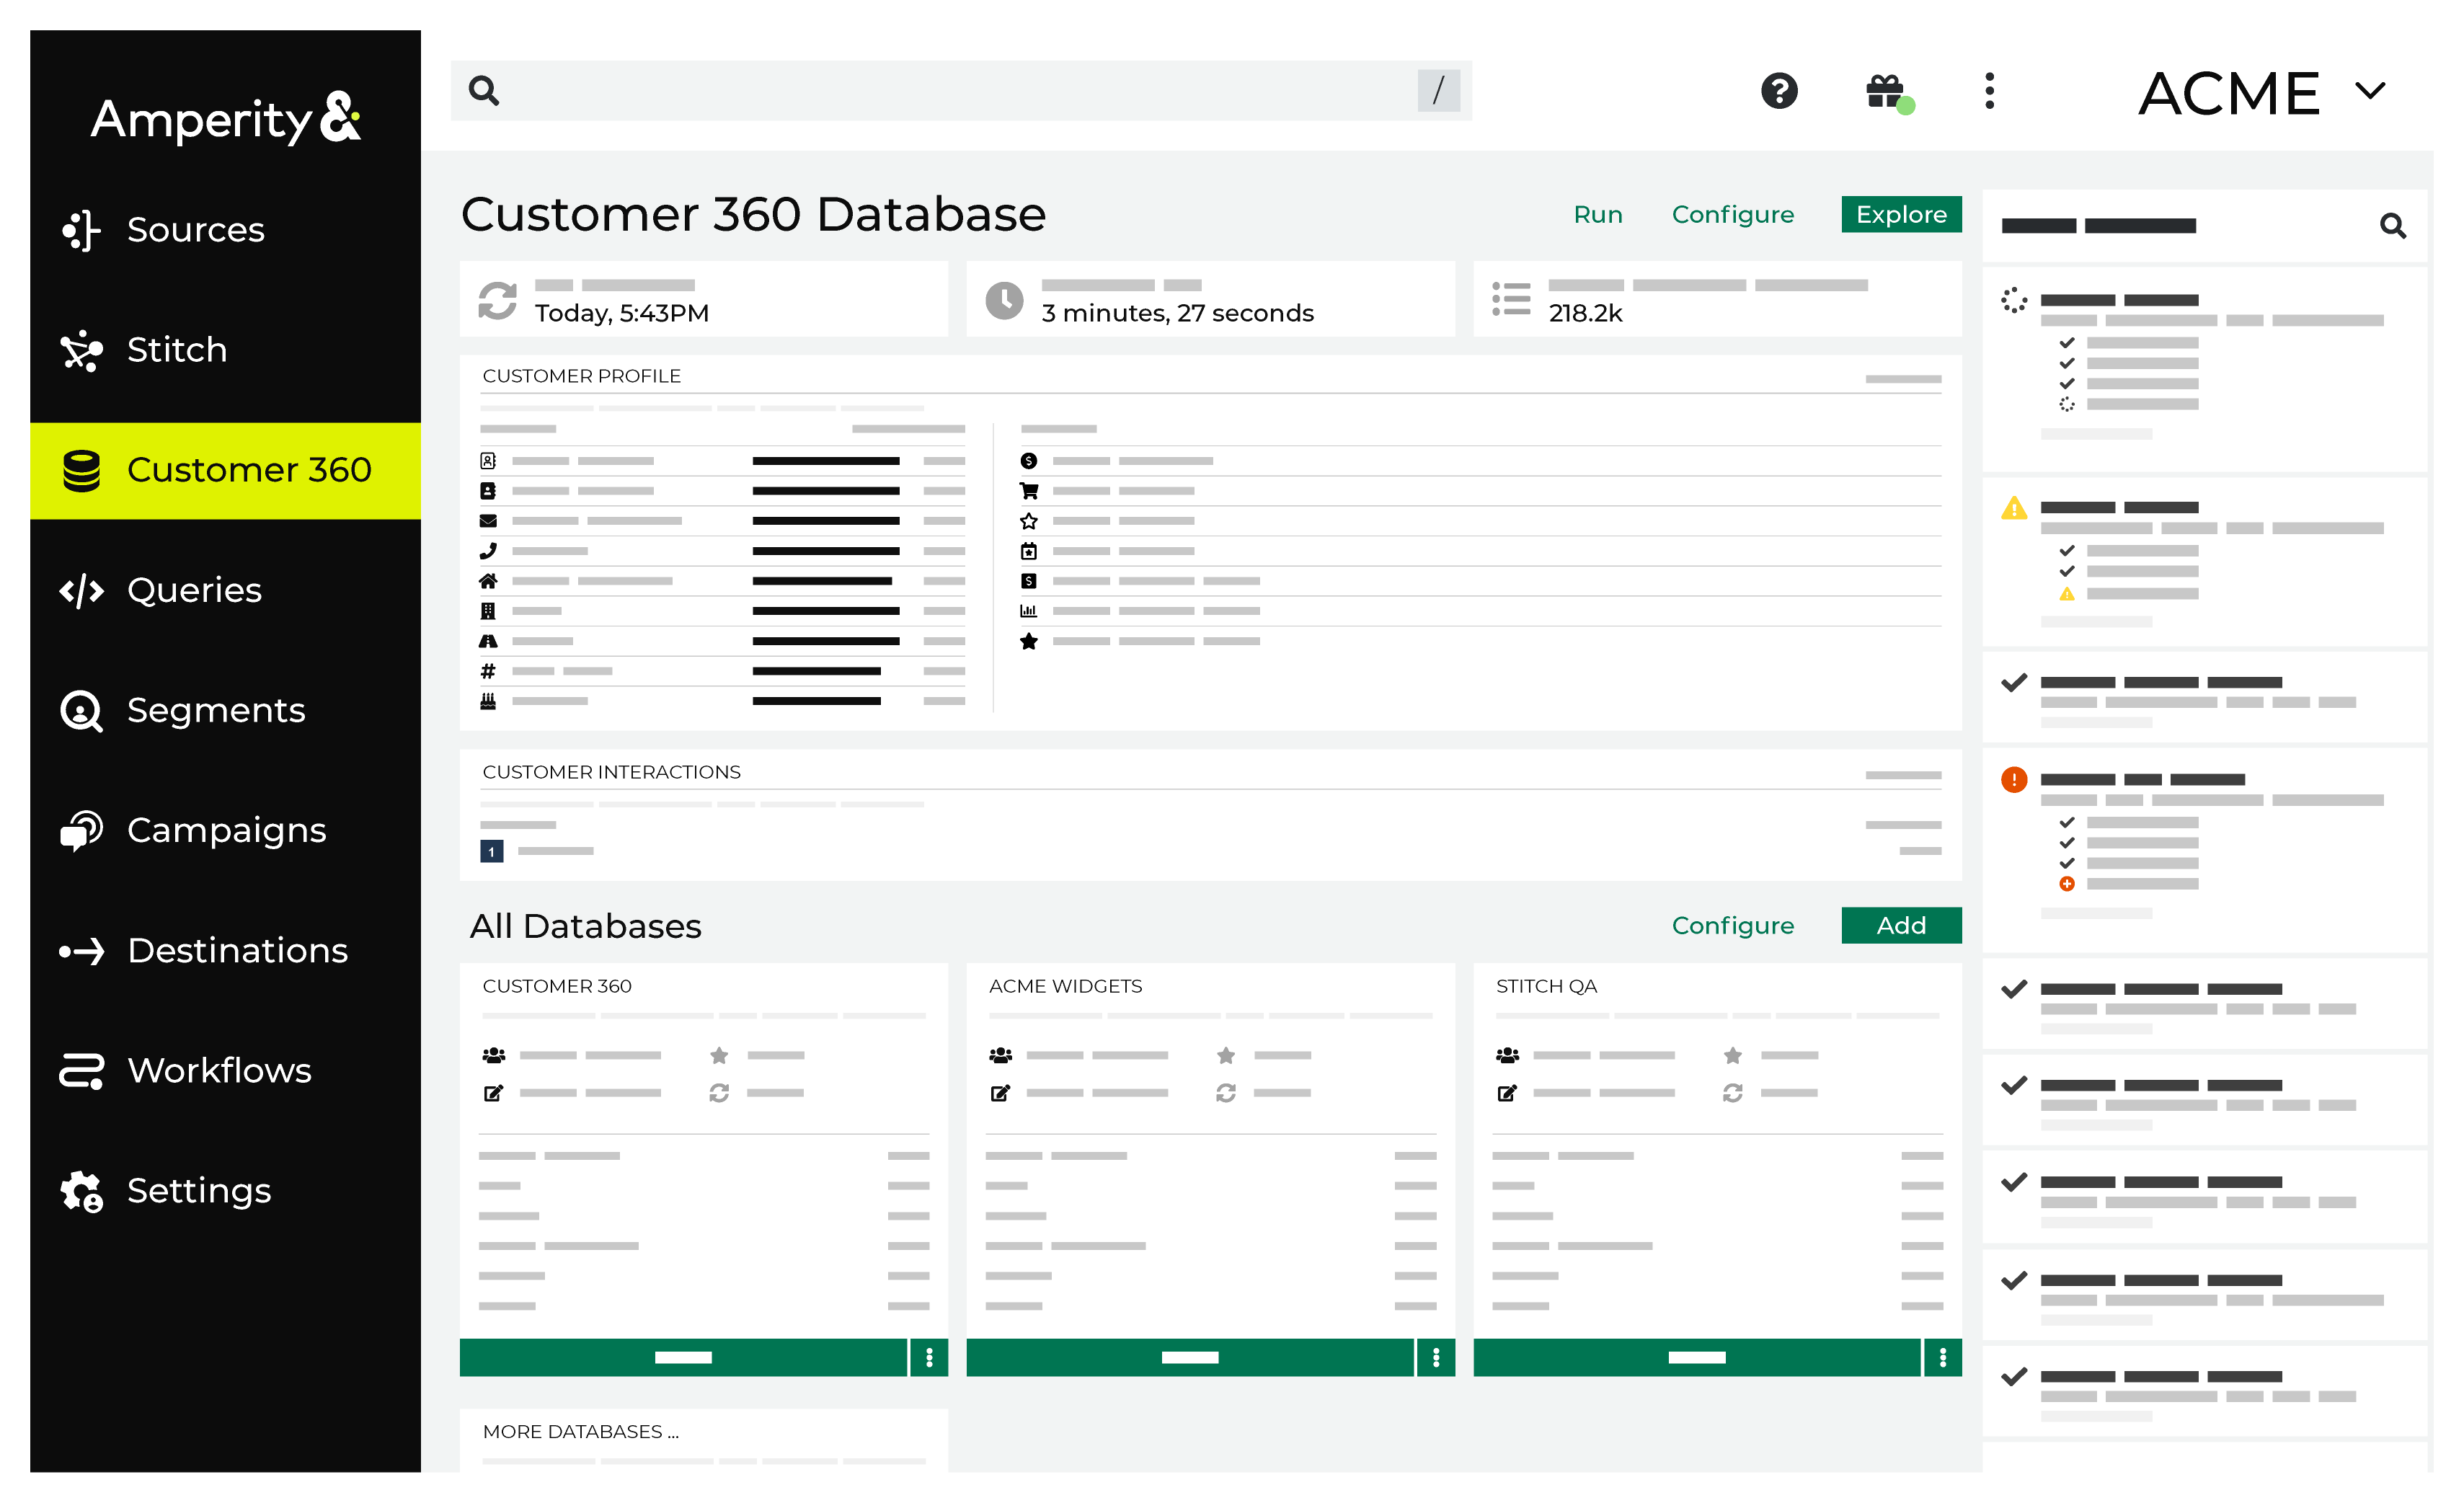 Amperity
Sources
Stitch
Customer 360
Queries
Segments
Campaigns
Destinations
Workflows
Settings
/
ACME
Customer 360 Database
Run
Configure
Explore
Today, 5:43PM
3 minutes, 27 seconds
218.2k
CUSTOMER PROFILE
CUSTOMER INTERACTIONS
1
All Databases
Configure
Add
CUSTOMER 360
ACME WIDGETS
STITCH QA
MORE DATABASES ...